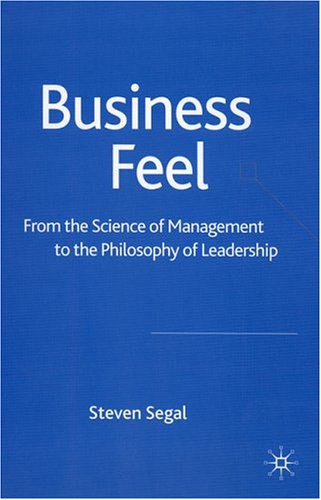 Business
Feel
From the Science of Management
to the Philosophy of Leadership
Steven Segal